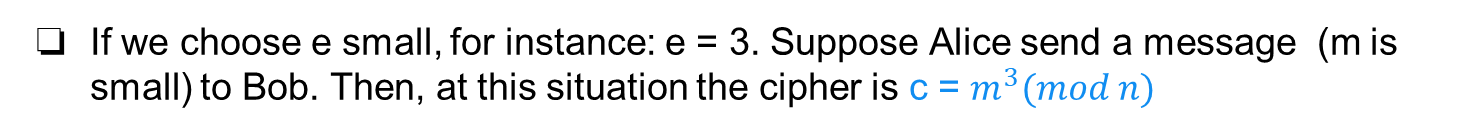 ❑ If we choose e small, for instance: e = 3. Suppose Alice send a message (m is
small) to Bob. Then, at this situation the cipher is c = m³(mod n)